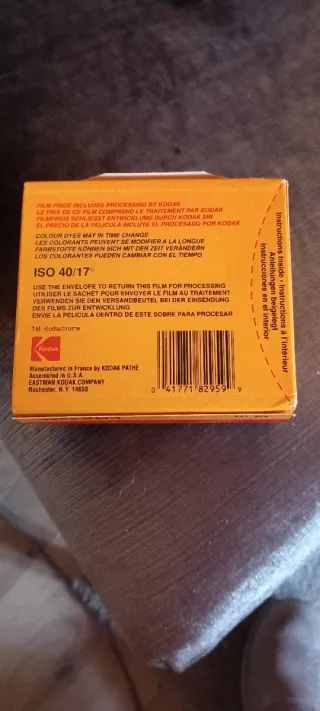 FILM PRICE INCLUDES PROCESSING BY KODAK
LE PRIX DE CE FILM COMPREND LE TRAITEMENT PAR KODAK
FILMPREIS SCHLIESST ENTWICKLUNG DURCH KODAK EIN
EL PRECIO DE LA PELICULA INCLUYE EL PROCESADO POR KODAK
COLOUR DYES MAY IN TIME CHANGE
LES COLORANTS PEUVENT SE MODIFIER A LA LONGUE
FARBSTOFFE KÖNNEN SICH MIT DER ZEIT VERÄNDERN
LOS COLORANTES PUEDEN CAMBIAR CON EL TIEMPO
ISO 40/17°
USE THE ENVELOPE TO RETURN THIS FILM FOR PROCESSING
UTILISER LE SACHET POUR ENVOYER LE FILM AU TRAITEMENT
VERWENDEN SIE DEN VERSANDBEUTEL BEI DER EINSENDUNG
DES FILMS ZUR ENTWICKLUNG
ENVIE LA PELICULA DENTRO DE ESTE SOBRE PARA PROCESAR
TM. Kodachrome
Kodak
Manufactured in France by KODAK PATHÉ
Assembled in U.S.A.
EASTMAN KODAK COMPANY
Rochester, N.Y. 14650
0 41771 82959 9
Instructions Inside - Instructions à l'intérieur
Anleitungen beigelegt
Instrucciones en el interior